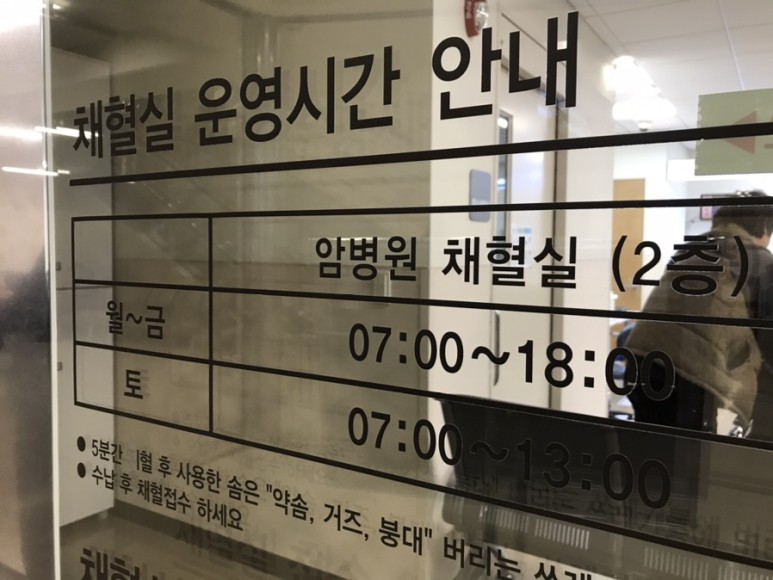 채혈실 운영시간 안내
암병원 채혈실 (2층)
월~금 07:00~18:00
토 07:00~13:00
● 5분간 혈 후 사용한 솜은 "약솜, 거즈, 붕대" 버리는
● 수납 후 채혈접수 하세요